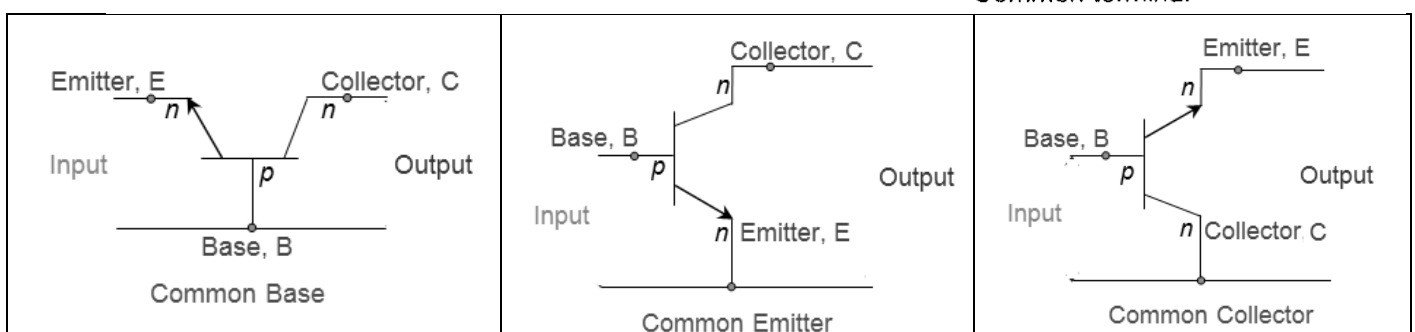 Emitter, E
Collector, C
n
n
Input
Output
p
Base, B
Common Base
Collector, C
n
Base, B
p
Output
Input
n Emitter, E
Common Emitter
Emitter, E
n
Base, B
p
Output
Input
n Collector C
Common Collector